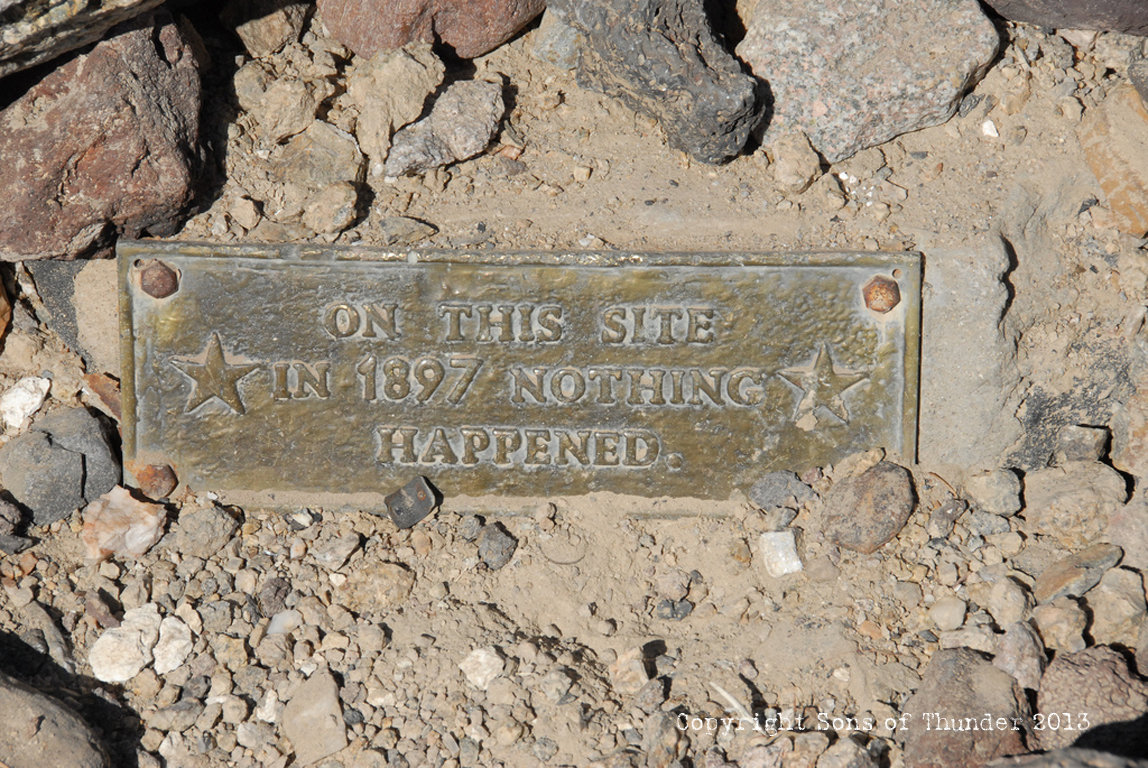 ON THIS SITE
IN 1897 NOTHING
HAPPENED.
Copyright Sons of Thunder 2013